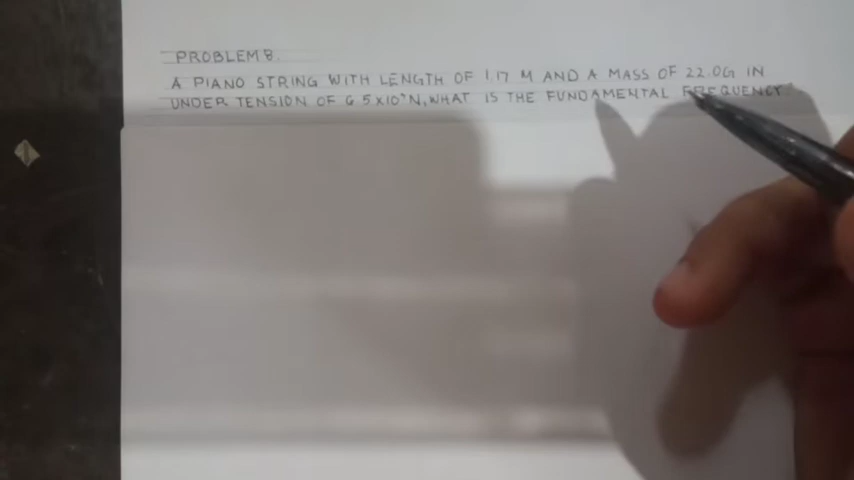 PROBLEM 8.
A PIANO STRING WITH LENGTH OF 1.17 M AND A MASS OF 22.0G IN
UNDER TENSION OF 6 5X10³N, WHAT IS THE FUNDAMENTAL FREQUENCY